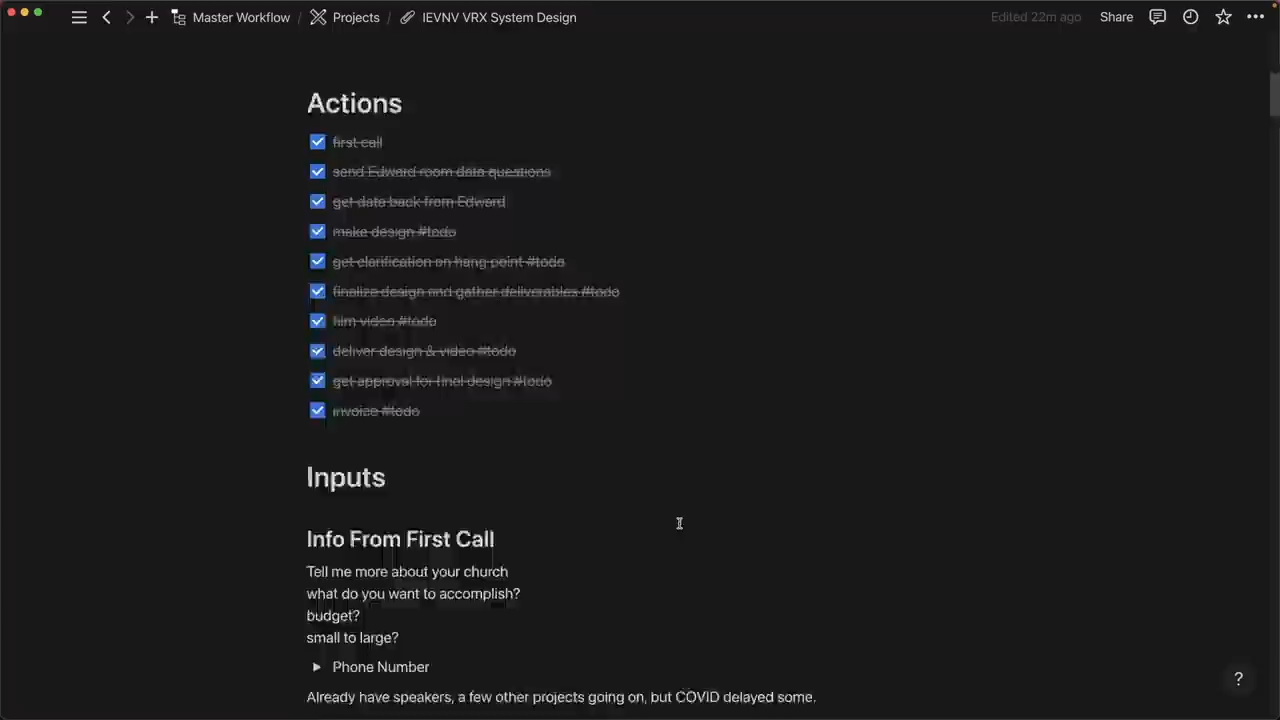 Master Workflow / Projects / IEVNV VRX System Design
Edited 22m ago Share
Actions
first call
send Edward room data questions
get data back from Edward
make design #todo
get clarification on hang point #todo
finalize design and gather deliverables #todo
film video #todo
deliver design & video #todo
get approval for final design #todo
invoice #todo
Inputs
Info From First Call
Tell me more about your church
what do you want to accomplish?
budget?
small to large?
Phone Number
Already have speakers, a few other projects going on, but COVID delayed some.
?